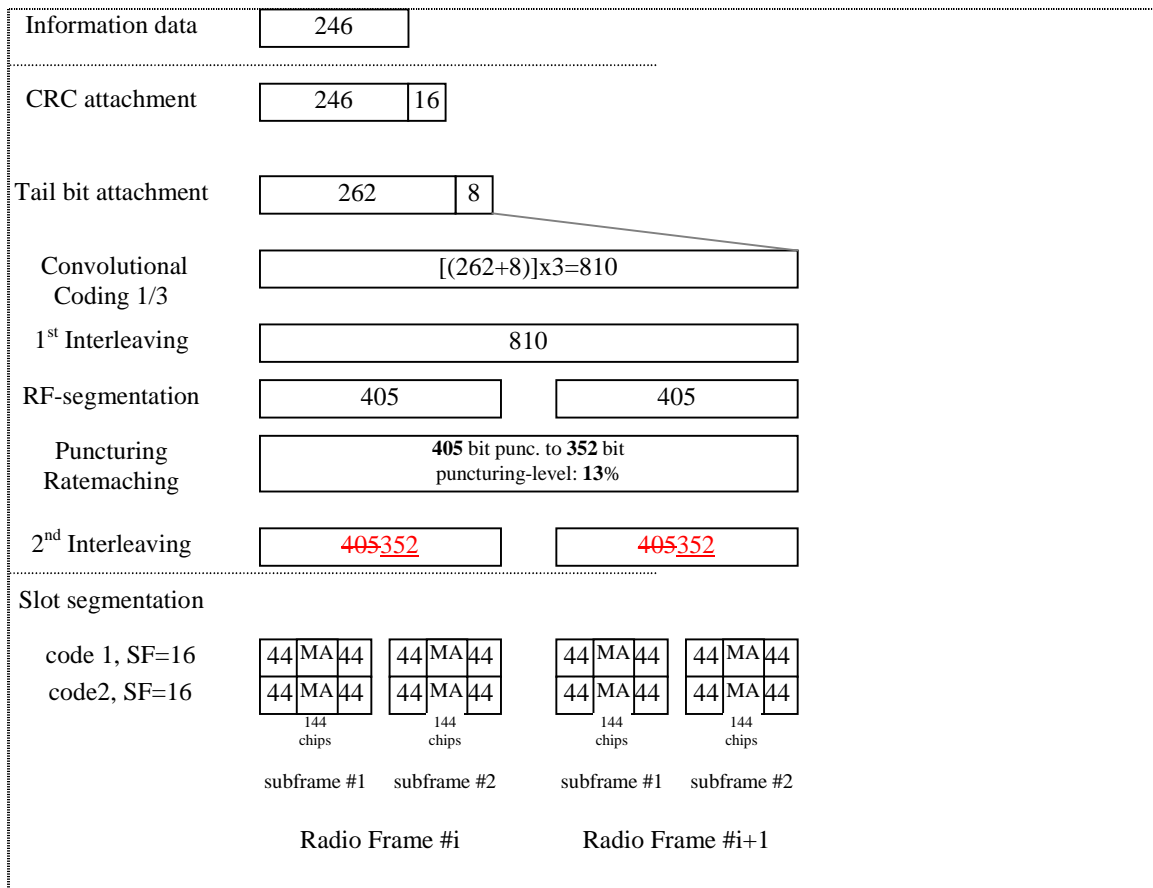 Information data 246
CRC attachment 246 16
Tail bit attachment 262 8
Convolutional
Coding 1/3
[(262+8)]x3=810
1st Interleaving 810
RF-segmentation 405 405
Puncturing
Ratemaching
405 bit punc. to 352 bit
puncturing-level: 13%
2nd Interleaving 405352 405352
Slot segmentation
code 1, SF=16 44 MA 44 44 MA 44 44 MA 44 44 MA 44
code2, SF=16 44 MA 44 44 MA 44 44 MA 44 44 MA 44
144 144 144 144
chips chips chips chips
subframe #1 subframe #2 subframe #1 subframe #2
Radio Frame #i Radio Frame #i+1